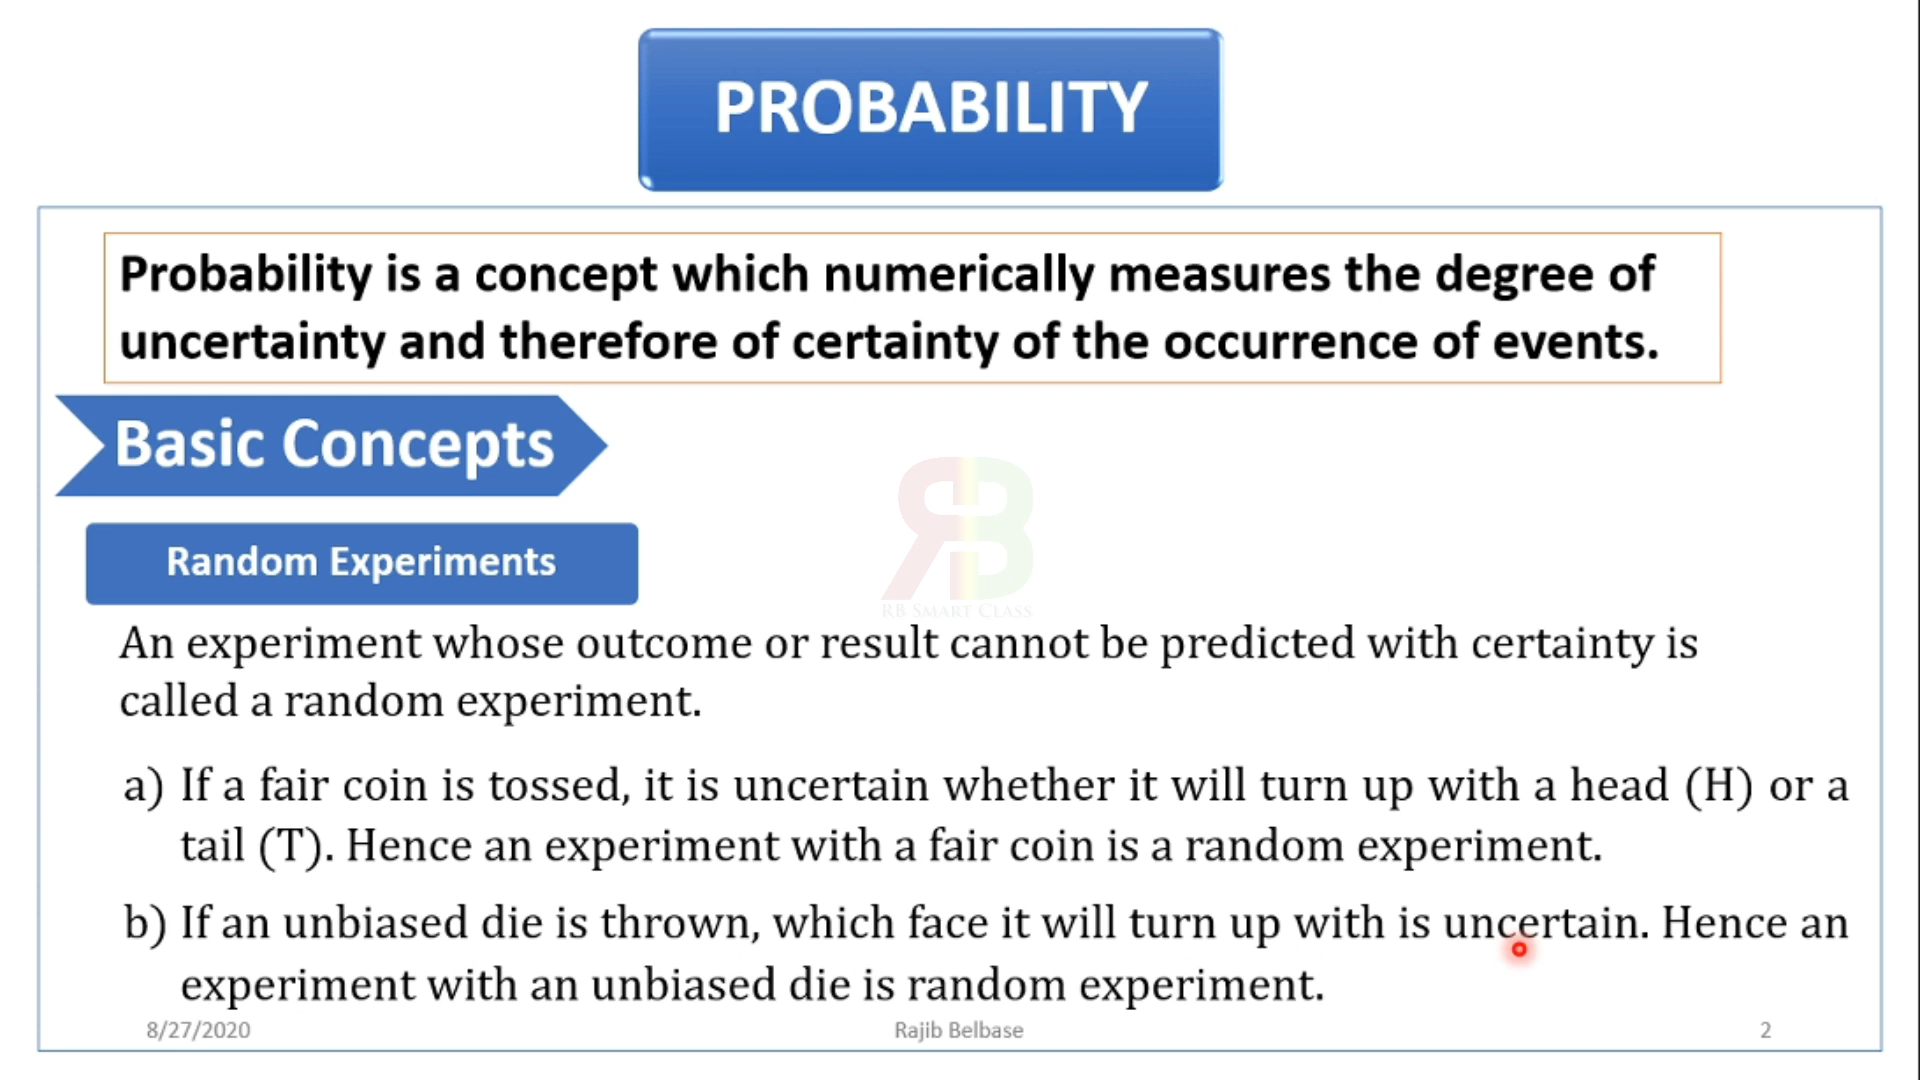 PROBABILITY
Probability is a concept which numerically measures the degree of
uncertainty and therefore of certainty of the occurrence of events.
Basic Concepts
Random Experiments
RB SMART CLASS
An experiment whose outcome or result cannot be predicted with certainty is
called a random experiment.
a) If a fair coin is tossed, it is uncertain whether it will turn up with a head (H) or a
tail (T). Hence an experiment with a fair coin is a random experiment.
b) If an unbiased die is thrown, which face it will turn up with is uncertain. Hence an
experiment with an unbiased die is random experiment.
8/27/2020 Rajib Belbase 2